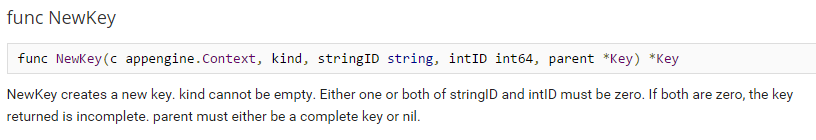 func NewKey
func NewKey(c appengine.Context, kind, stringID string, intID int64, parent *Key) *Key
NewKey creates a new key. kind cannot be empty. Either one or both of stringID and intID must be zero. If both are zero, the key
returned is incomplete. parent must either be a complete key or nil.